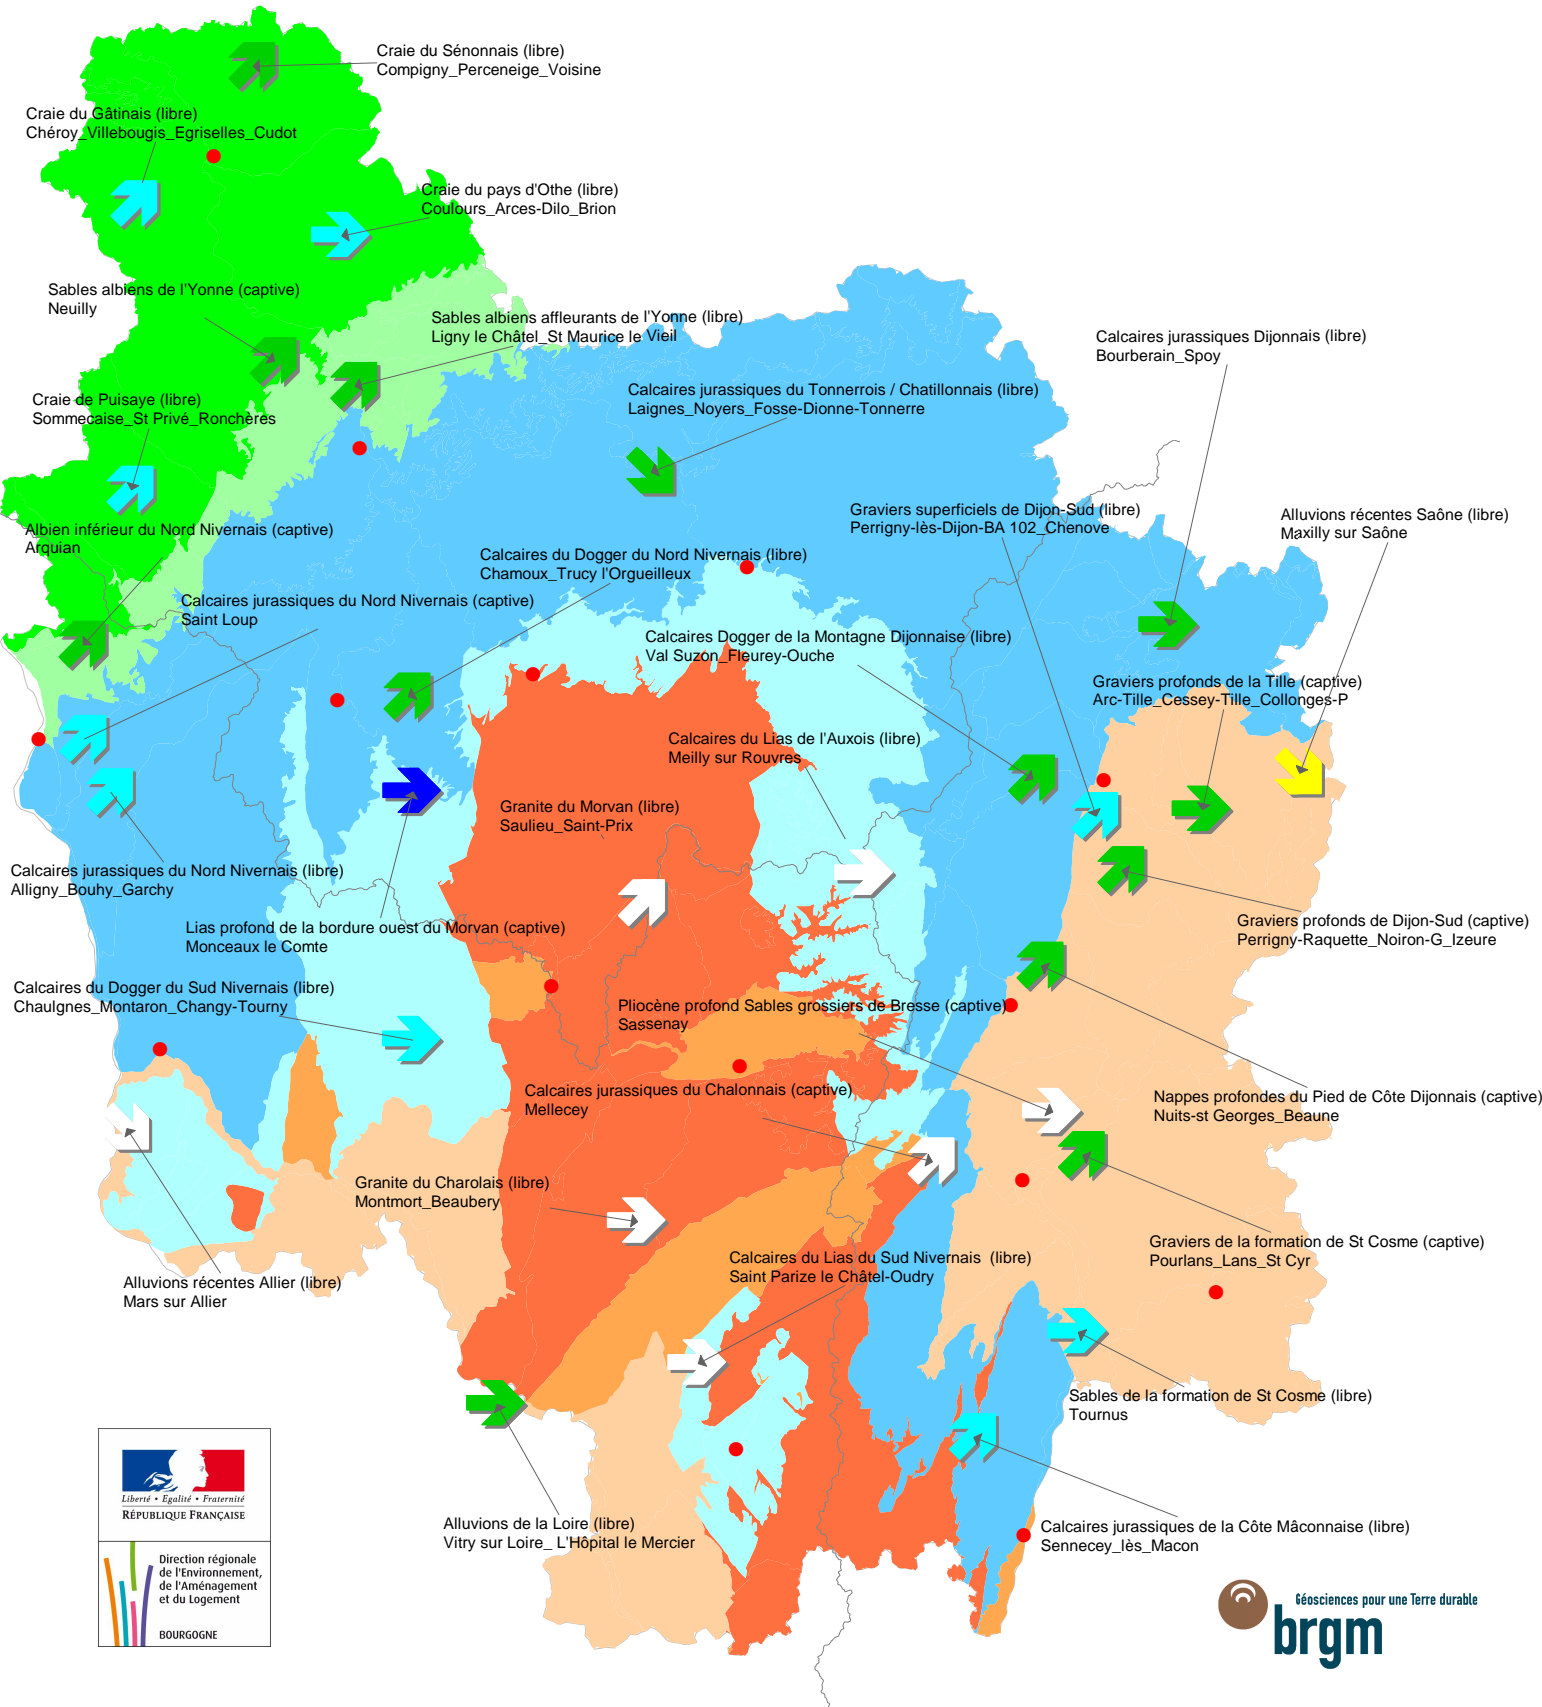 Craie du Sénonnais (libre)
Compigny_Perceneige_Voisine
Craie du Gâtinais (libre)
Chéroy_Villebougis_Egriselles_Cudot
Craie du pays d'Othe (libre)
Coulours_Arces-Dilo_Brion
Sables albiens de l'Yonne (captive)
Neuilly
Sables albiens affleurants de l'Yonne (libre)
Ligny le Châtel_St Maurice le Vieil
Calcaires jurassiques Dijonnais (libre)
Bourberain_Spoy
Craie de Puisaye (libre)
Sommecaise_St Privé_Ronchères
Calcaires jurassiques du Tonnerrois / Chatillonnais (libre)
Laignes_Noyers_Fosse-Dionne-Tonnerre
Graviers superficiels de Dijon-Sud (libre)
Perrigny-lès-Dijon-BA 102_Chenove
Alluvions récentes Saône (libre)
Maxilly sur Saône
Albien inférieur du Nord Nivernais (captive)
Arquian
Calcaires du Dogger du Nord Nivernais (libre)
Chamoux_Trucy l'Orgueilleux
Calcaires jurassiques du Nord Nivernais (captive)
Saint Loup
Calcaires Dogger de la Montagne Dijonnaise (libre)
Val Suzon_Fleurey-Ouche
Graviers profonds de la Tille (captive)
Arc-Tille_Cessey-Tille_Collonges-P
Calcaires du Lias de l'Auxois (libre)
Meilly sur Rouvres
Granite du Morvan (libre)
Saulieu_Saint-Prix
Calcaires jurassiques du Nord Nivernais (libre)
Alligny_Bouhy_Garchy
Lias profond de la bordure ouest du Morvan (captive)
Monceaux le Comte
Graviers profonds de Dijon-Sud (captive)
Perrigny-Raquette_Noiron-G_Izeure
Calcaires du Dogger du Sud Nivernais (libre)
Chaulgnes_Montaron_Changy-Tourny
Pliocène profond Sables grossiers de Bresse (captive)
Sassenay
Calcaires jurassiques du Chalonnais (captive)
Mellecey
Nappes profondes du Pied de Côte Dijonnais (captive)
Nuits-st Georges_Beaune
Granite du Charolais (libre)
Montmort_Beaubery
Graviers de la formation de St Cosme (captive)
Pourlans_Lans_St Cyr
Calcaires du Lias du Sud Nivernais  (libre)
Saint Parize le Châtel-Oudry
Alluvions récentes Allier (libre)
Mars sur Allier
Sables de la formation de St Cosme (libre)
Tournus
Alluvions de la Loire (libre)
Vitry sur Loire_ L'Hôpital le Mercier
Calcaires jurassiques de la Côte Mâconnaise (libre)
Sennecey_lès_Macon
Liberté • Egalité • Fraternité
RÉPUBLIQUE FRANÇAISE
Direction régionale
de l'Environnement,
de l'Aménagement
et du Logement
BOURGOGNE
Géosciences pour une Terre durable
brgm